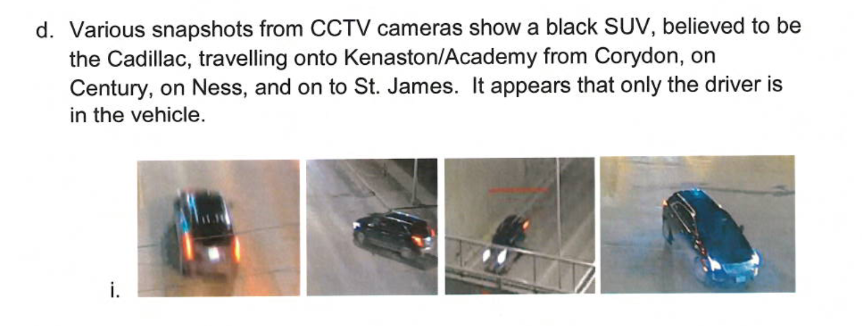 d. Various snapshots from CCTV cameras show a black SUV, believed to be
the Cadillac, travelling onto Kenaston/Academy from Corydon, on
Century, on Ness, and on to St. James. It appears that only the driver is
in the vehicle.
i.